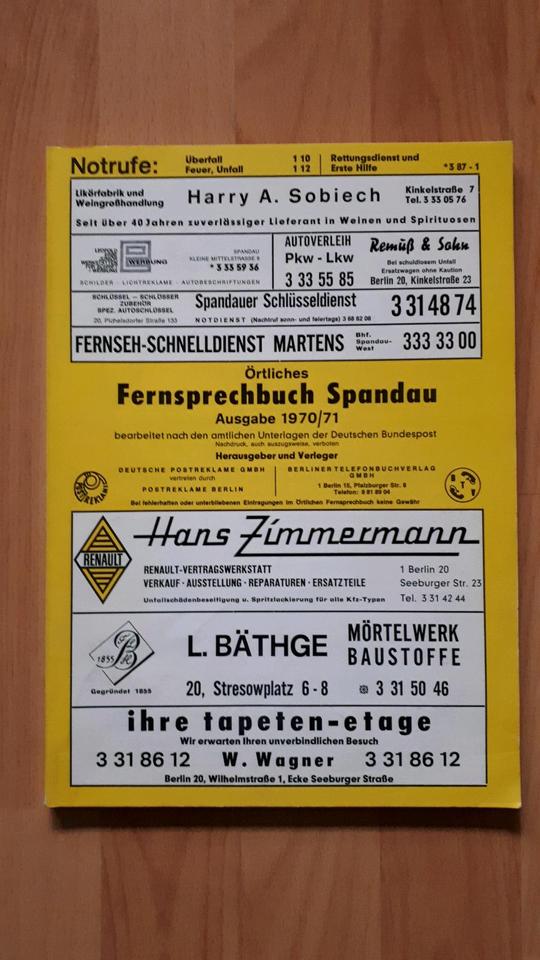 Notrufe:
Überfall 1 10
Feuer, Unfall 1 12
Rettungsdienst und
Erste Hilfe *3 87 - 1
Likörfabrik und
Weingroßhandlung
Harry A. Sobiech
Kinkelstraße 7
Tel. 3 33 05 76
Seit über 40 Jahren zuverlässiger Lieferant in Weinen und Spirituosen
WERBUNG
SPANDAU
KLEINE MITTELSTRASSE
* 3 33 59 36
SCHILDER · LICHTREKLAME · AUTOBESCHRIFTUNGEN
AUTOVERLEIH
Pkw - Lkw
3 33 55 85
Remuß & Sohn
Bei schuldlosem Unfall
Ersatzwagen ohne Kaution
Berlin 20, Kinkelstraße 23
SCHLÜSSEL — SCHLÖSSER
ZUBEHÖR
SPEZ. AUTOSCHLÜSSEL
20, Pichelsdorfer Straße 133
Spandauer Schlüsseldienst
NOTDIENST (Nachtruf sonn- und feiertags) 3 68 62 08
3 31 48 74
FERNSEH-SCHNELLDIENST MARTENS
Bhf.
Spandau-
West
333 33 00
Örtliches
Fernsprechbuch Spandau
Ausgabe 1970/71
bearbeitet nach den amtlichen Unterlagen der Deutschen Bundespost
Nachdruck, auch auszugsweise, verboten
Herausgeber und Verleger
POSTREKLAME
DEUTSCHE POSTREKLAME GMBH
vertreten durch
POSTREKLAME BERLIN
BERLINER TELEFONBUCHVERLAG
GMBH
1 Berlin 15, Pfalzburger Str.
Telefon: 8 81 89 04
BTV
Bei fehlerhaften oder unterbliebenen Eintragungen im Örtlichen Fernsprechbuch keine Gewähr
RENAULT
Hans Zimmermann
RENAULT-VERTRAGSWERKSTATT
VERKAUF · AUSSTELLUNG · REPARATUREN · ERSATZTEILE
Unfallschädenbeseitigung u. Spritzlackierung für alle Kfz-Typen
1 Berlin 20
Seeburger Str. 23
Tel. 3 31 42 44
1855
Gegründet 1855
L. BÄTHGE
MÖRTELWERK
BAUSTOFFE
20, Stresowplatz 6 - 8
3 31 50 46
ihre tapeten-etage
Wir erwarten Ihren unverbindlichen Besuch
3 31 86 12 W. Wagner 3 31 86 12
Berlin 20, Wilhelmstraße 1, Ecke Seeburger Straße